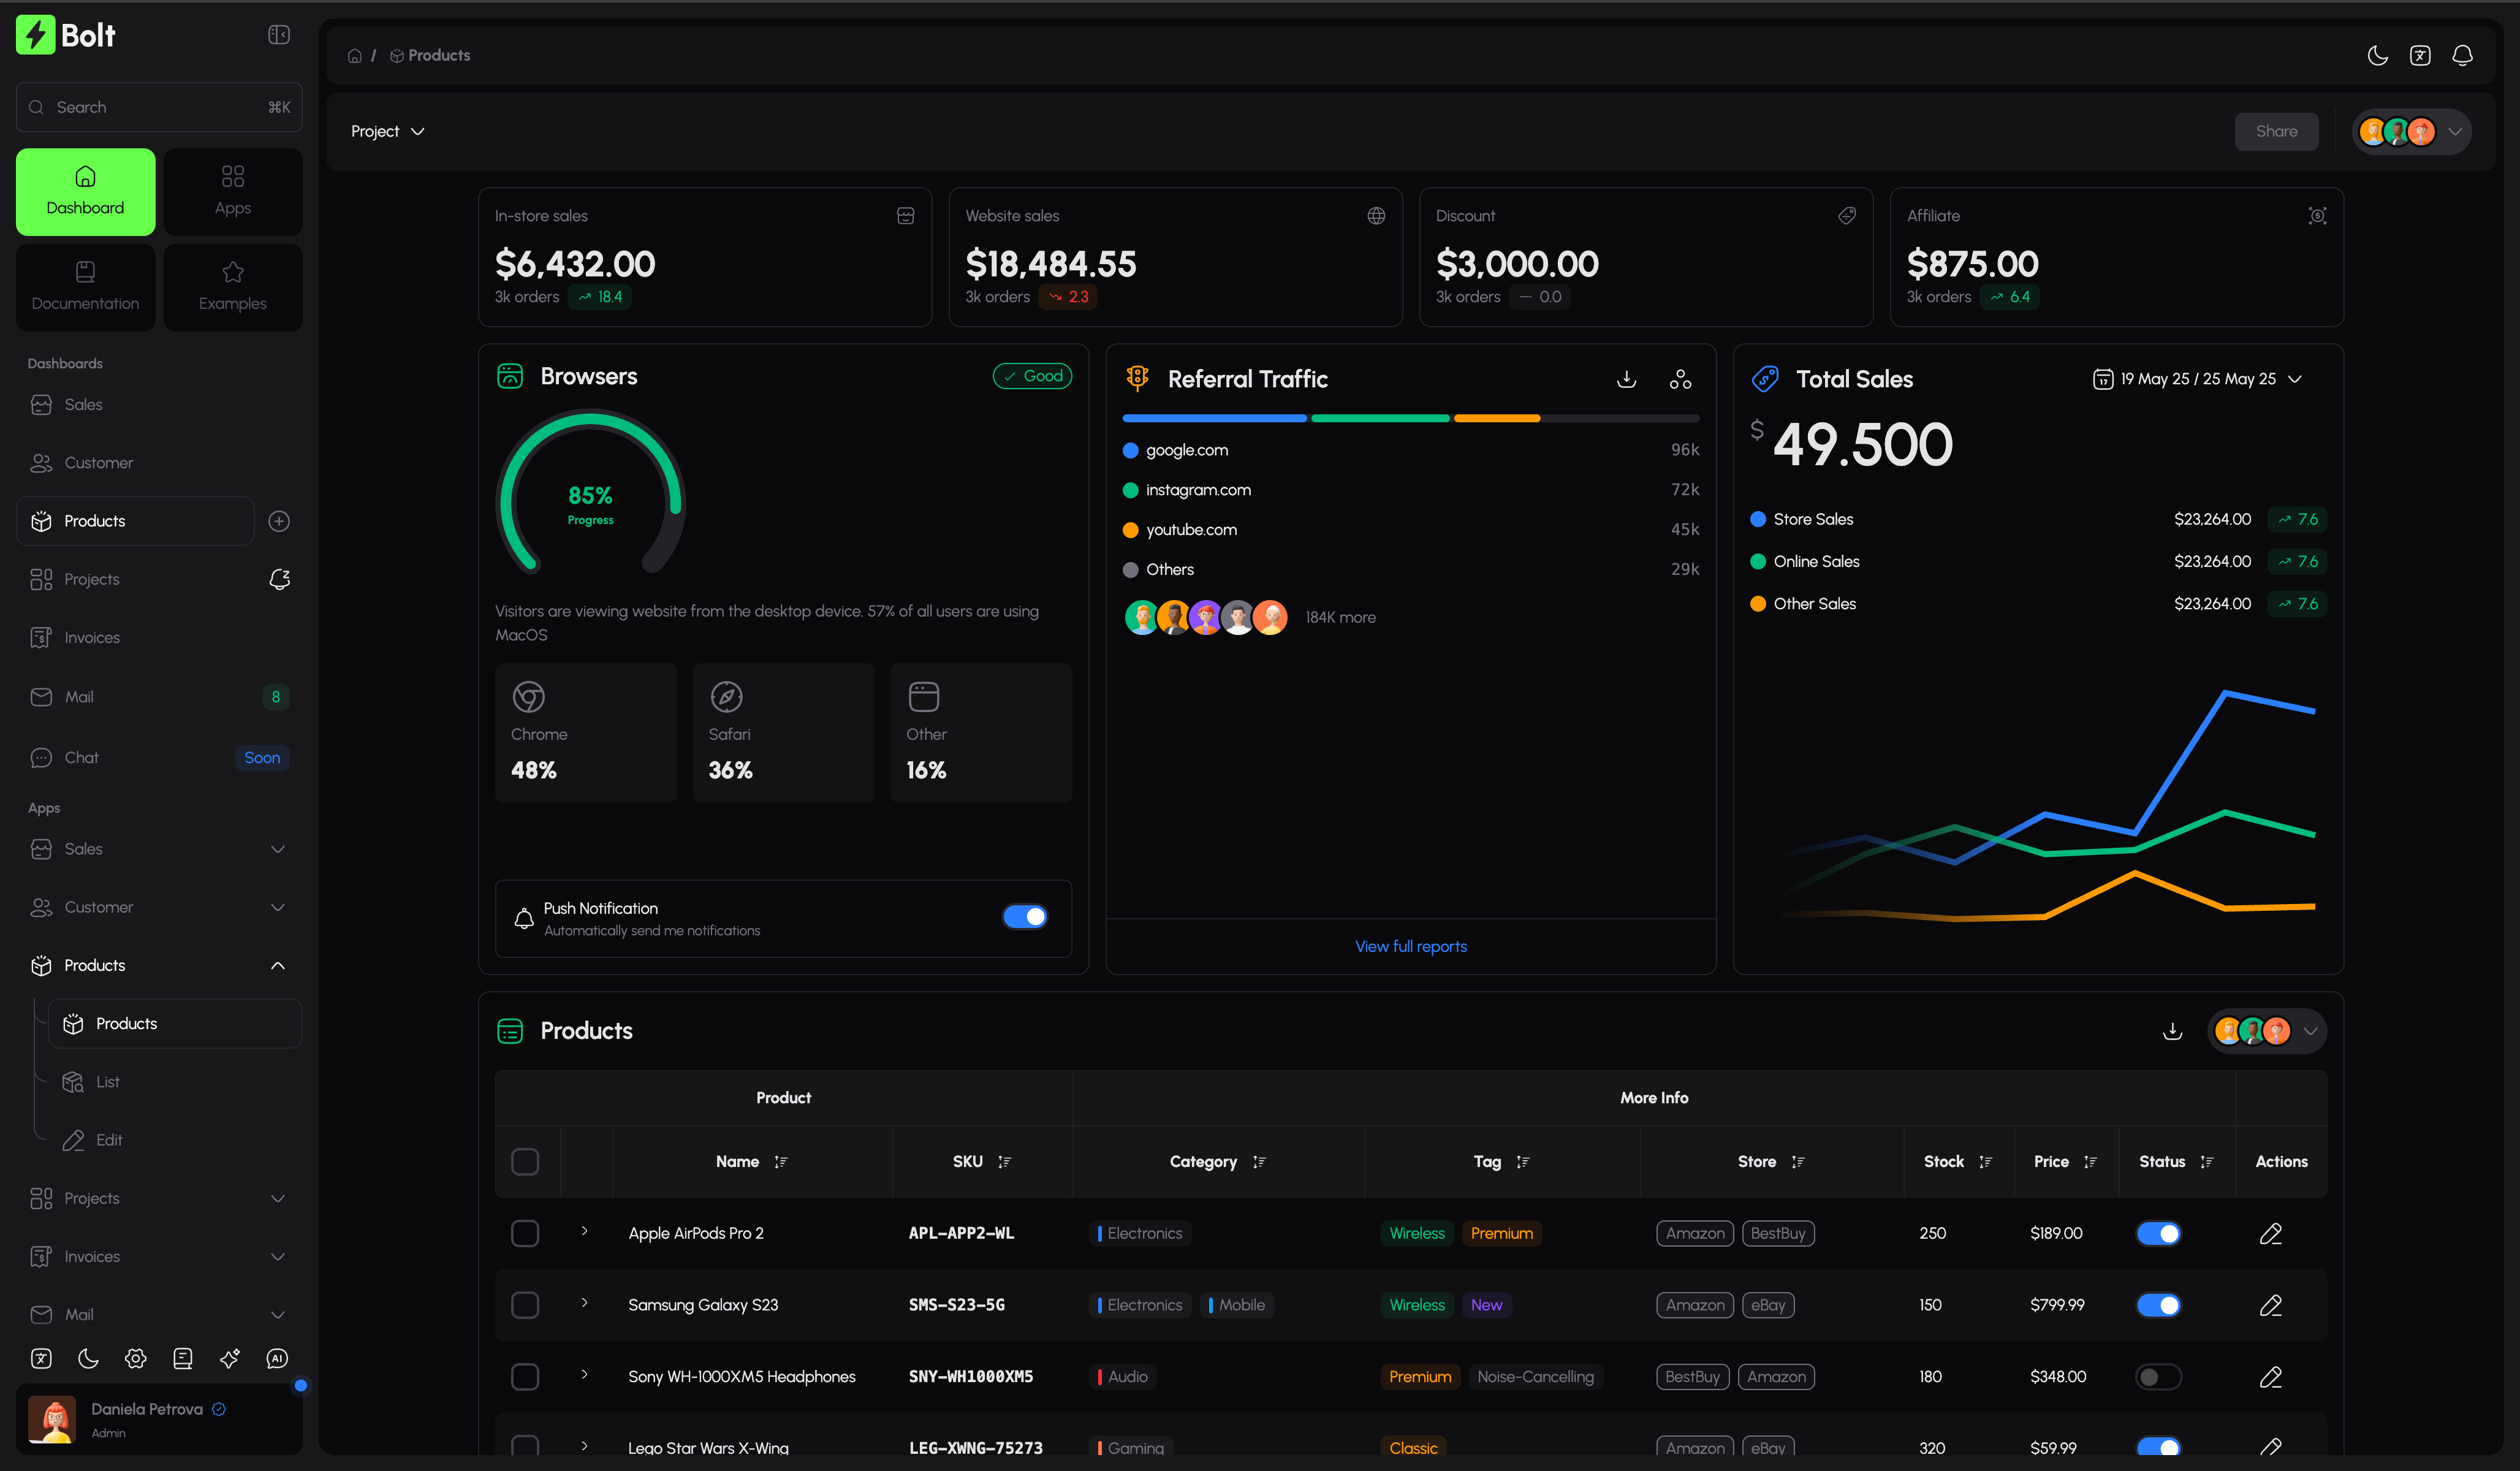 Bolt
Search ⌘K
Dashboard
Apps
Documentation
Examples
Dashboards
Sales
Customer
Products
Projects
Invoices
Mail 8
Chat Soon
Apps
Sales
Customer
Products
Products
List
Edit
Projects
Invoices
Mail
AI
Daniela Petrova
Admin
/ Products
Project
Share
In-store sales
$6,432.00
3k orders 18.4
Website sales
$18,484.55
3k orders 2.3
Discount
$3,000.00
3k orders 0.0
Affiliate
$875.00
3k orders 6.4
Browsers Good
85%
Progress
Visitors are viewing website from the desktop device. 57% of all users are using
MacOS
Chrome
48%
Safari
36%
Other
16%
Push Notification
Automatically send me notifications
Referral Traffic
google.com 96k
instagram.com 72k
youtube.com 45k
Others 29k
184K more
View full reports
Total Sales 17 19 May 25 / 25 May 25
$ 49.500
Store Sales $23,264.00 7.6
Online Sales $23,264.00 7.6
Other Sales $23,264.00 7.6
Products
Product More Info
Name SKU Category Tag Store Stock Price Status Actions
Apple AirPods Pro 2 APL-APP2-WL Electronics Wireless Premium Amazon BestBuy 250 $189.00
Samsung Galaxy S23 SMS-S23-5G Electronics Mobile Wireless New Amazon eBay 150 $799.99
Sony WH-1000XM5 Headphones SNY-WH1000XM5 Audio Premium Noise-Cancelling BestBuy Amazon 180 $348.00
Lego Star Wars X-Wing LEG-XWNG-75273 Gaming Classic Amazon eBay 320 $59.99